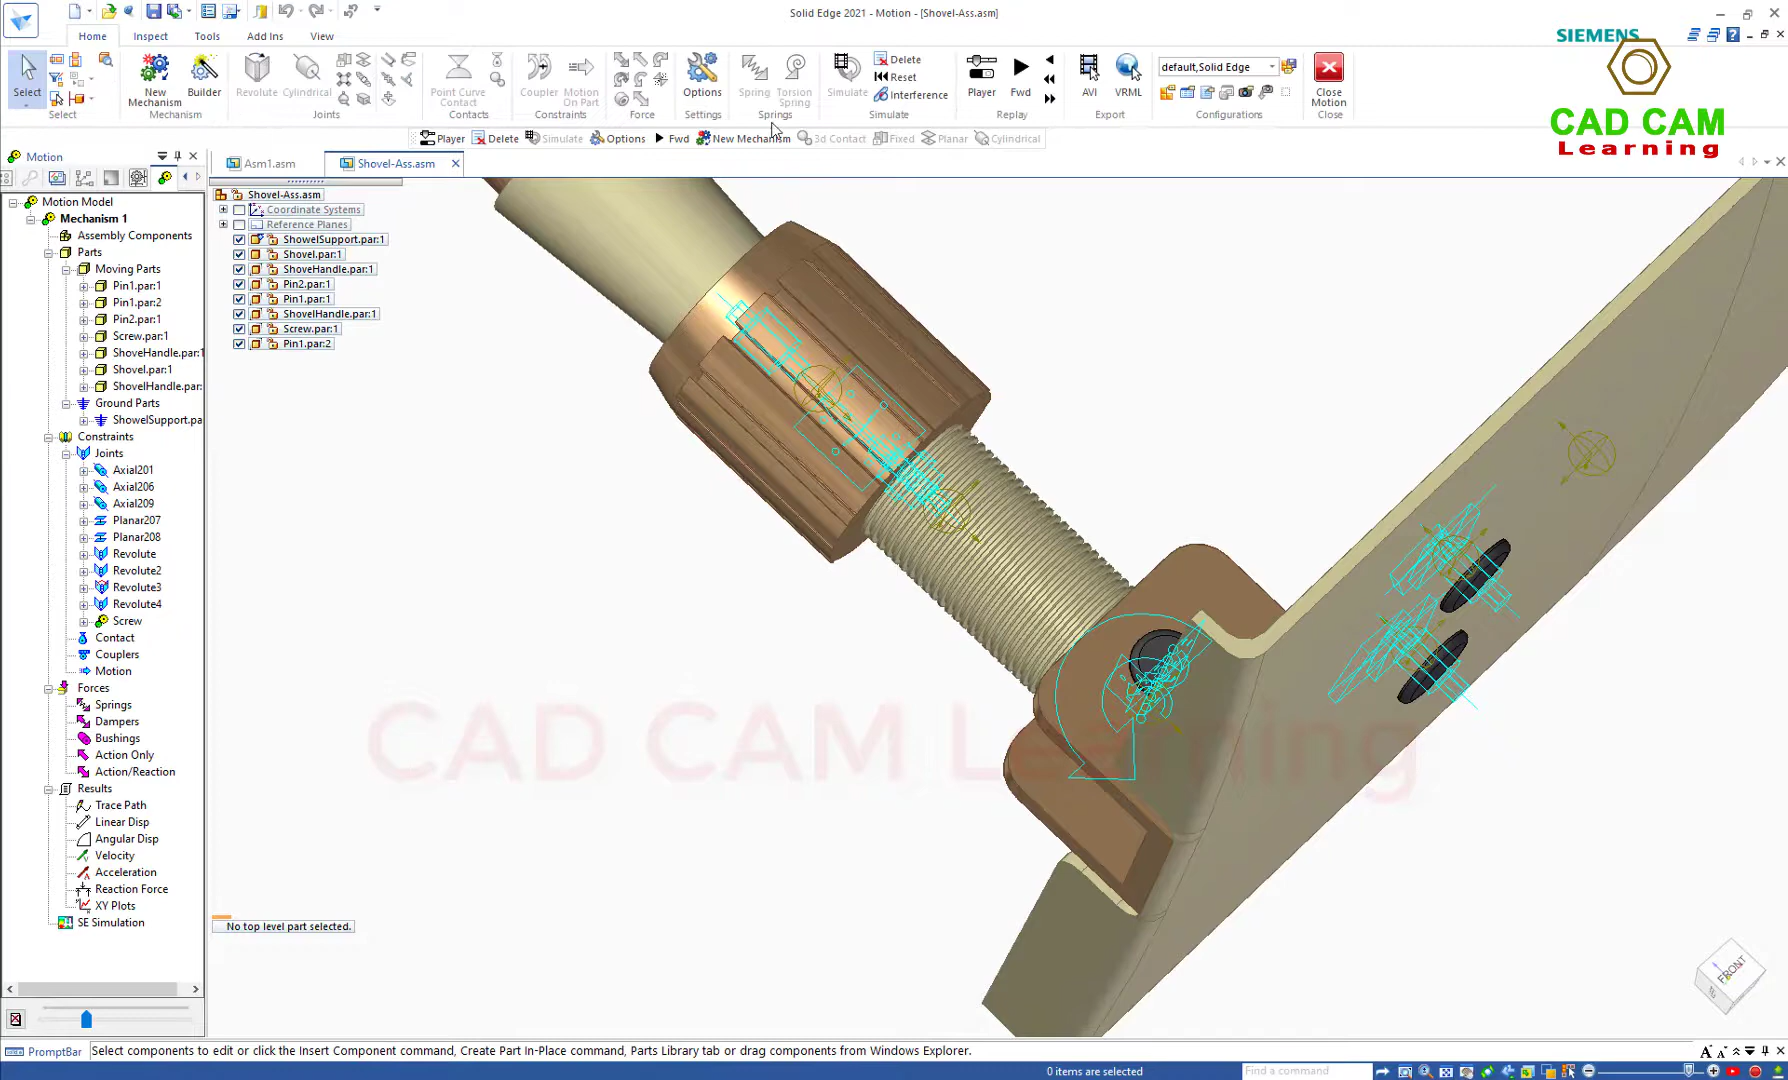 Solid Edge 2021 - Motion - [Shovel-Ass.asm]
Home
Inspect
Tools
Add Ins
View
SIEMENS
CAD CAM
Learning
Select
New
Mechanism
Builder
Revolute
Cylindrical
Point Curve
Contacts
Coupler
Motion
On Part
Options
Spring
Torsion
Spring
Simulate
Delete
Reset
Interference
Player
Fwd
AVI
VRML
default,Solid Edge
Close
Motion
Select
Mechanism
Joints
Contacts
Constraints
Force
Settings
Springs
Simulate
Replay
Export
Configurations
Close
Player
Delete
Simulate
Options
Fwd
New Mechanism
3d Contact
Fixed
Planar
Cylindrical
Motion
Asm1.asm
Shovel-Ass.asm
Motion Model
Mechanism 1
Assembly Components
Parts
Moving Parts
Pin1.par:1
Pin1.par:2
Pin2.par:1
Screw.par:1
ShoveHandle.par:1
Shovel.par:1
ShovelHandle.par:
Ground Parts
ShowelSupport.pa
Constraints
Joints
Axial201
Axial206
Axial209
Planar207
Planar208
Revolute
Revolute2
Revolute3
Revolute4
Screw
Contact
Couplers
Motion
Forces
Springs
Dampers
Bushings
Action Only
Action/Reaction
Results
Trace Path
Linear Disp
Angular Disp
Velocity
Acceleration
Reaction Force
XY Plots
SE Simulation
Shovel-Ass.asm
Coordinate Systems
Reference Planes
ShowelSupport.par:1
Shovel.par:1
ShoveHandle.par:1
Pin2.par:1
Pin1.par:1
ShovelHandle.par:1
Screw.par:1
Pin1.par:2
CAD CAM Learning
No top level part selected.
FRONT
PromptBar
Select components to edit or click the Insert Component command, Create Part In-Place command, Parts Library tab or drag components from Windows Explorer.
0 items are selected
Find a command